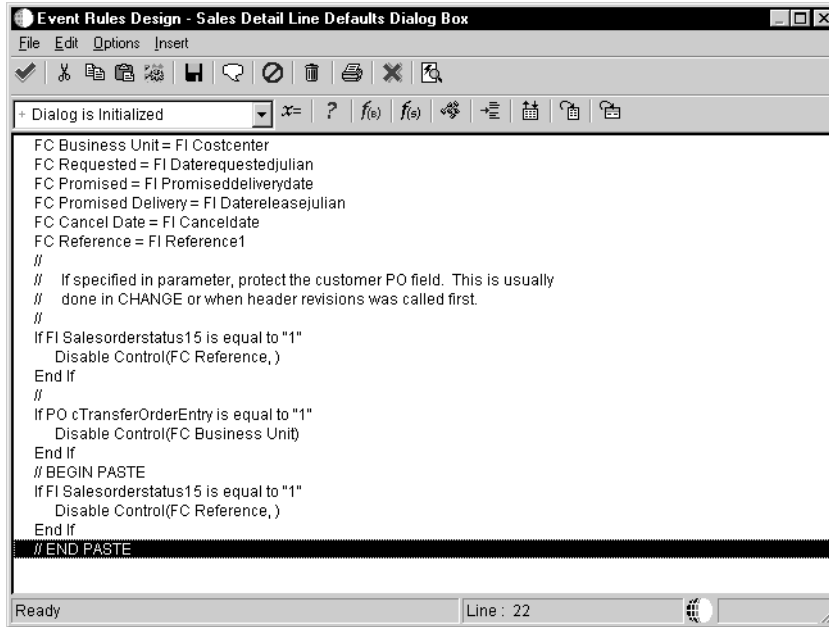 Event Rules Design - Sales Detail Line Defaults Dialog Box
File Edit Options Insert
+ Dialog is Initialized x= ? f(B) f(s)
FC Business Unit = FI Costcenter
FC Requested = FI Daterequestedjulian
FC Promised = FI Promiseddeliverydate
FC Promised Delivery = FI Datereleasejulian
FC Cancel Date = FI Canceldate
FC Reference = FI Reference1
//
// If specified in parameter, protect the customer PO field. This is usually
// done in CHANGE or when header revisions was called first.
//
If FI Salesorderstatus15 is equal to "1"
Disable Control(FC Reference, )
End If
//
If PO cTransferOrderEntry is equal to "1"
Disable Control(FC Business Unit)
End If
// BEGIN PASTE
If FI Salesorderstatus15 is equal to "1"
Disable Control(FC Reference, )
End If
// END PASTE
Ready Line : 22